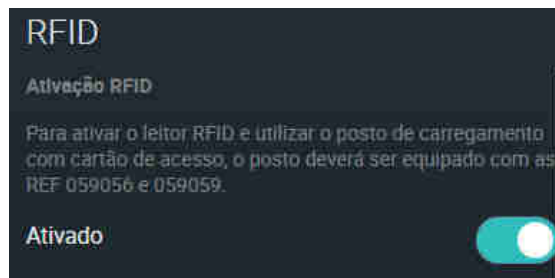 RFID
Ativação RFID
Para ativar o leitor RFID e utilizar o posto de carregamento
com cartão de acesso, o posto deverá ser equipado com as
REF 059056 e 059059.
Ativado